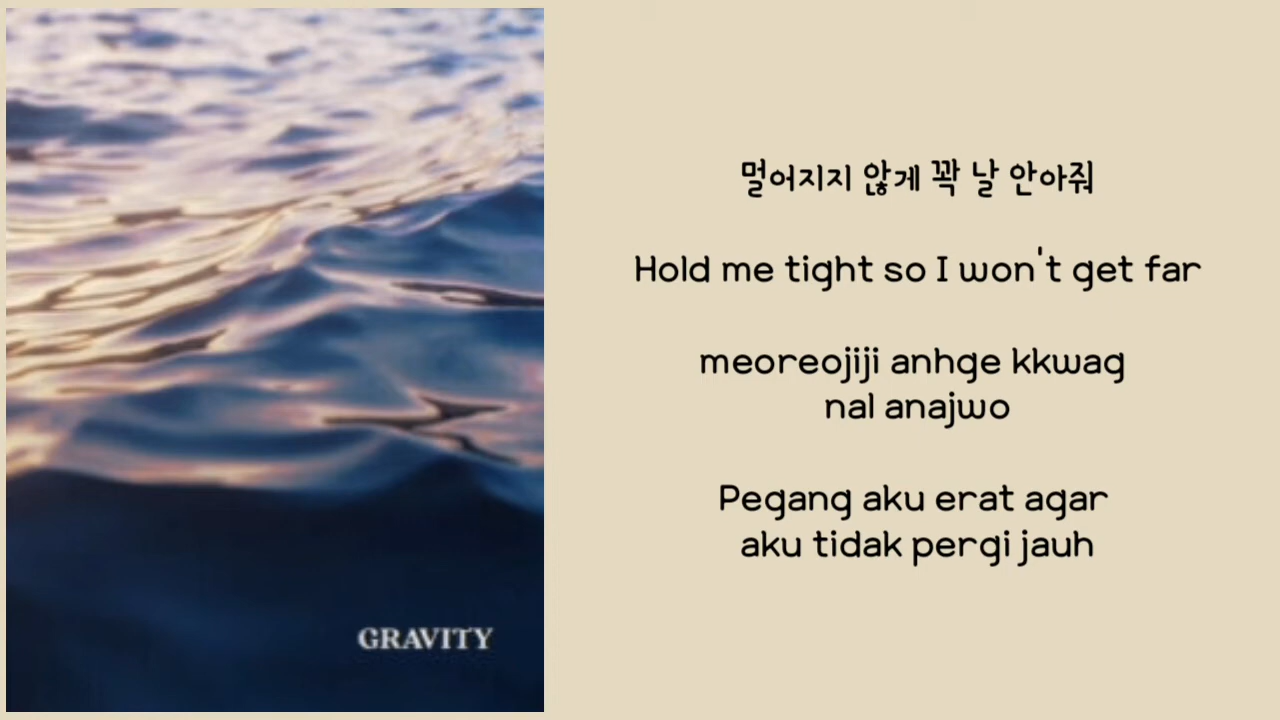 멀어지지 않게 꽉 날 안아줘
Hold me tight so I won't get far
meoreojiji anhge kkwag
nal anajwo
Pegang aku erat agar
aku tidak pergi jauh
GRAVITY